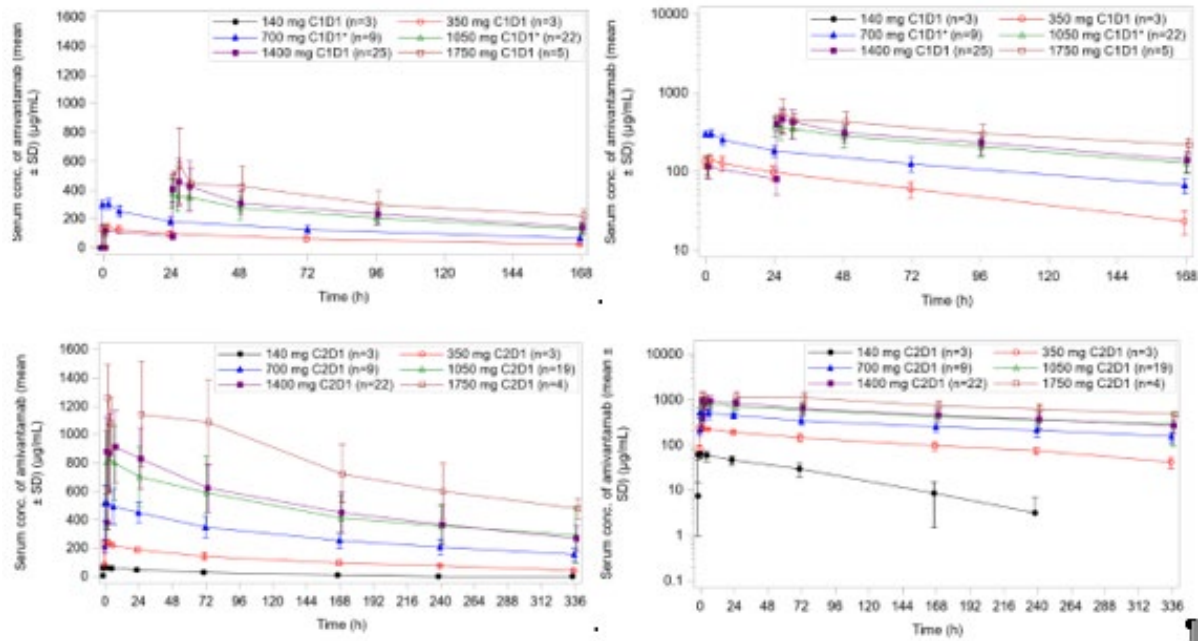 1600
1400
1200
1000
800
600
400
200
0
Serum conc. of amivantamab (mean
± SD) (µg/mL)
140 mg C1D1 (n=3) 350 mg C1D1 (n=3)
700 mg C1D1* (n=9) 1050 mg C1D1* (n=22)
1400 mg C1D1 (n=25) 1750 mg C1D1 (n=5)
0 24 48 72 96 120 144 168
Time (h)
.
10000
1000
100
10
Serum conc. of amivantamab (mean
± SD) (µg/mL)
140 mg C1D1 (n=3) 350 mg C1D1 (n=3)
700 mg C1D1* (n=9) 1050 mg C1D1* (n=22)
1400 mg C1D1 (n=25) 1750 mg C1D1 (n=5)
0 24 48 72 96 120 144 168
Time (h)
1600
1400
1200
1000
800
600
400
200
0
Serum conc. of amivantamab (mean
± SD) (µg/mL)
140 mg C2D1 (n=3) 350 mg C2D1 (n=3)
700 mg C2D1 (n=9) 1050 mg C2D1 (n=19)
1400 mg C2D1 (n=22) 1750 mg C2D1 (n=4)
0 24 48 72 96 120 144 168 192 216 240 264 288 312 336
Time (h)
.
10000
1000
100
10
1
0.1
Serum conc. of amivantamab (mean ±
SD) (µg/mL)
140 mg C2D1 (n=3) 350 mg C2D1 (n=3)
700 mg C2D1 (n=9) 1050 mg C2D1 (n=19)
1400 mg C2D1 (n=22) 1750 mg C2D1 (n=4)
0 24 48 72 96 120 144 168 192 216 240 264 288 312 336
Time (h)
¶